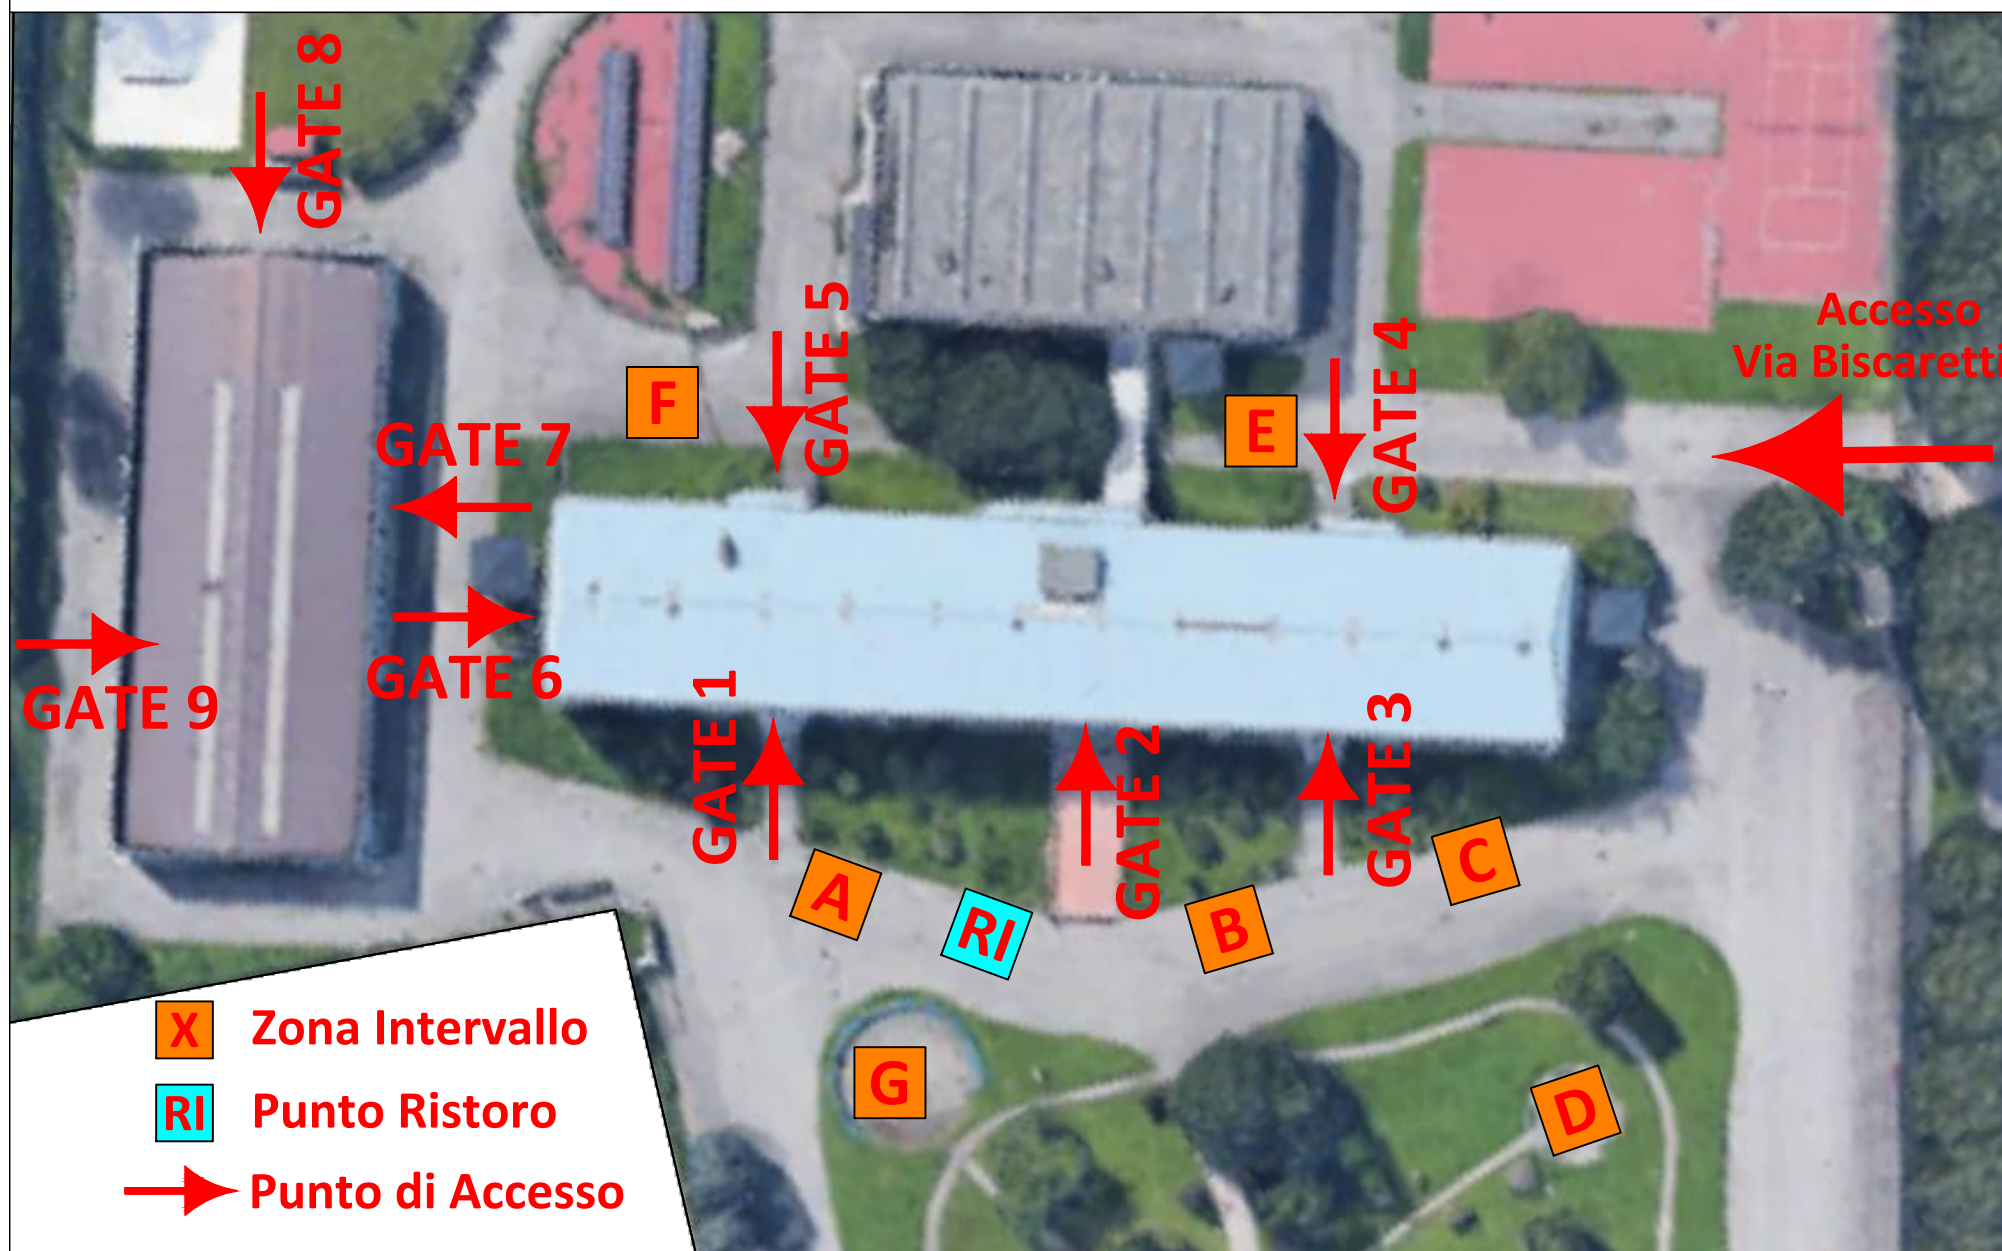 GATE 8
GATE 5
GATE 4
Accesso
Via Biscaretti
F
E
GATE 7
GATE 6
GATE 9
GATE 1
GATE 2
GATE 3
A
RI
B
C
G
D
X Zona Intervallo
RI Punto Ristoro
Punto di Accesso